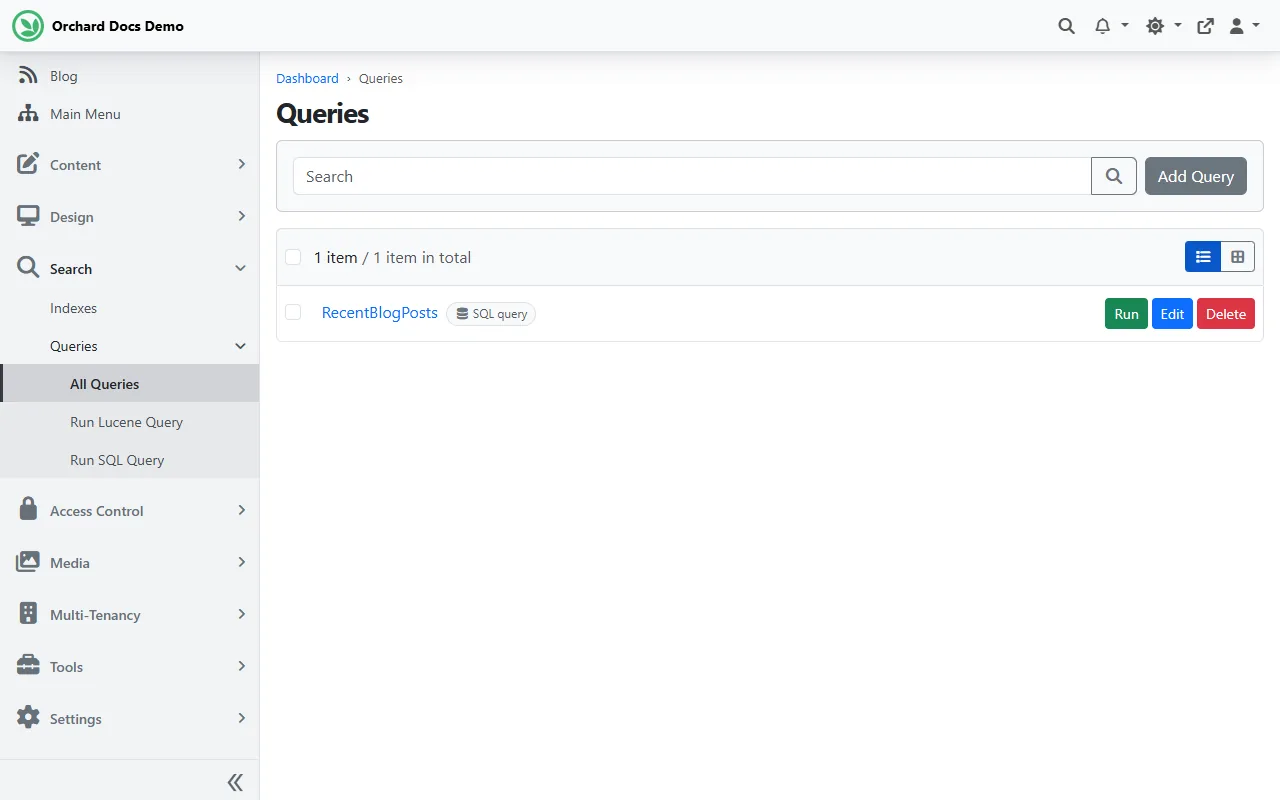 Orchard Docs Demo
Blog
Main Menu
Content
Design
Search
Indexes
Queries
All Queries
Run Lucene Query
Run SQL Query
Access Control
Media
Multi-Tenancy
Tools
Settings
Dashboard › Queries
Queries
Search
Add Query
1 item / 1 item in total
RecentBlogPosts SQL query
Run Edit Delete